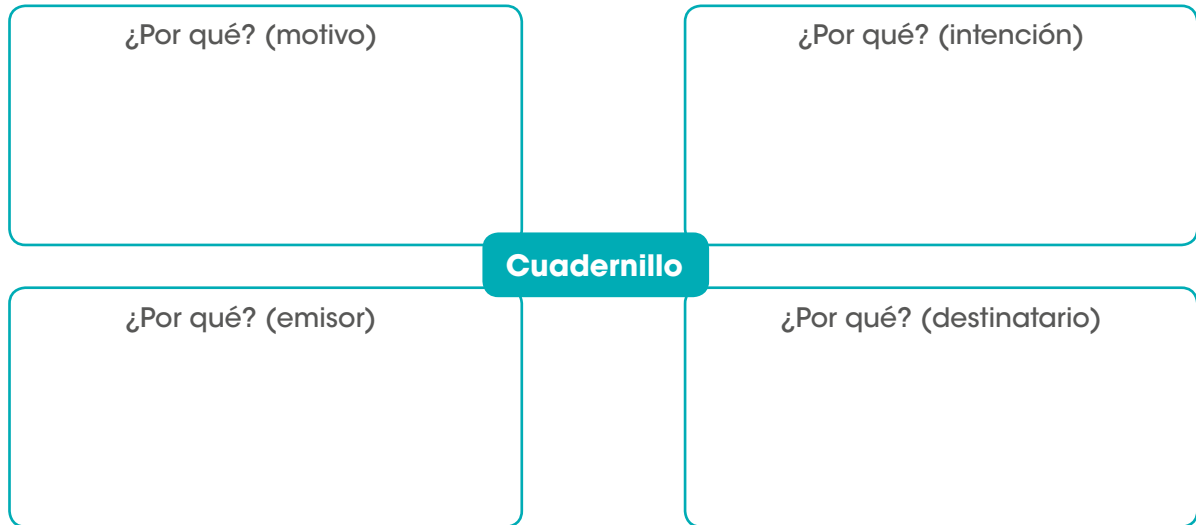 ¿Por qué? (motivo)
¿Por qué? (intención)
Cuadernillo
¿Por qué? (emisor)
¿Por qué? (destinatario)